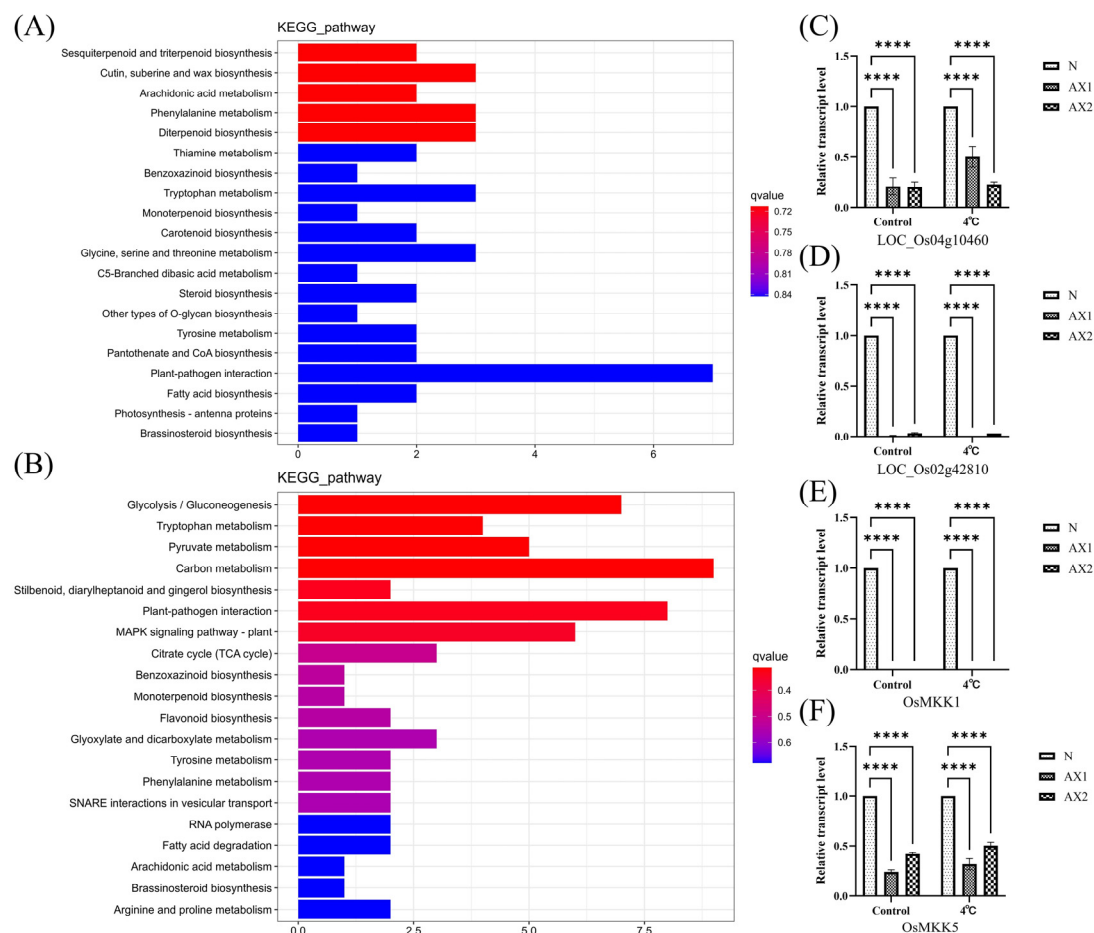 (A)
KEGG_pathway
Sesquiterpenoid and triterpenoid biosynthesis
Cutin, suberine and wax biosynthesis
Arachidonic acid metabolism
Phenylalanine metabolism
Diterpenoid biosynthesis
Thiamine metabolism
Benzoxazinoid biosynthesis
Tryptophan metabolism
Monoterpenoid biosynthesis
Carotenoid biosynthesis
Glycine, serine and threonine metabolism
C5-Branched dibasic acid metabolism
Steroid biosynthesis
Other types of O-glycan biosynthesis
Tyrosine metabolism
Pantothenate and CoA biosynthesis
Plant-pathogen interaction
Fatty acid biosynthesis
Photosynthesis - antenna proteins
Brassinosteroid biosynthesis
0 2 4 6
qvalue
0.72
0.75
0.78
0.81
0.84
(B)
KEGG_pathway
Glycolysis / Gluconeogenesis
Tryptophan metabolism
Pyruvate metabolism
Carbon metabolism
Stilbenoid, diarylheptanoid and gingerol biosynthesis
Plant-pathogen interaction
MAPK signaling pathway - plant
Citrate cycle (TCA cycle)
Benzoxazinoid biosynthesis
Monoterpenoid biosynthesis
Flavonoid biosynthesis
Glyoxylate and dicarboxylate metabolism
Tyrosine metabolism
Phenylalanine metabolism
SNARE interactions in vesicular transport
RNA polymerase
Fatty acid degradation
Arachidonic acid metabolism
Brassinosteroid biosynthesis
Arginine and proline metabolism
0.0 2.5 5.0 7.5
qvalue
0.4
0.5
0.6
(C)
Relative transcript level
1.5
1.0
0.5
0.0
**** ****
**** ****
Control 4℃
LOC_Os04g10460
N
AX1
AX2
(D)
Relative transcript level
1.5
1.0
0.5
0.0
**** ****
**** ****
Control 4℃
LOC_Os02g42810
N
AX1
AX2
(E)
Relative transcript level
1.5
1.0
0.5
0.0
**** ****
**** ****
Control 4℃
OsMKK1
N
AX1
AX2
(F)
Relative transcript level
1.5
1.0
0.5
0.0
**** ****
**** ****
Control 4℃
OsMKK5
N
AX1
AX2